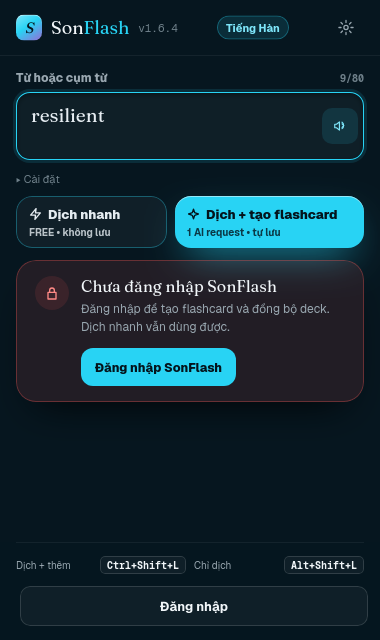 S SonFlash v1.6.4 Tiếng Hàn
Từ hoặc cụm từ 9/80
resilient
▸ Cài đặt
Dịch nhanh
FREE • không lưu
Dịch + tạo flashcard
1 AI request • tự lưu
Chưa đăng nhập SonFlash
Đăng nhập để tạo flashcard và đồng bộ deck.
Dịch nhanh vẫn dùng được.
Đăng nhập SonFlash
Dịch + thêm Ctrl+Shift+L Chỉ dịch Alt+Shift+L
Đăng nhập